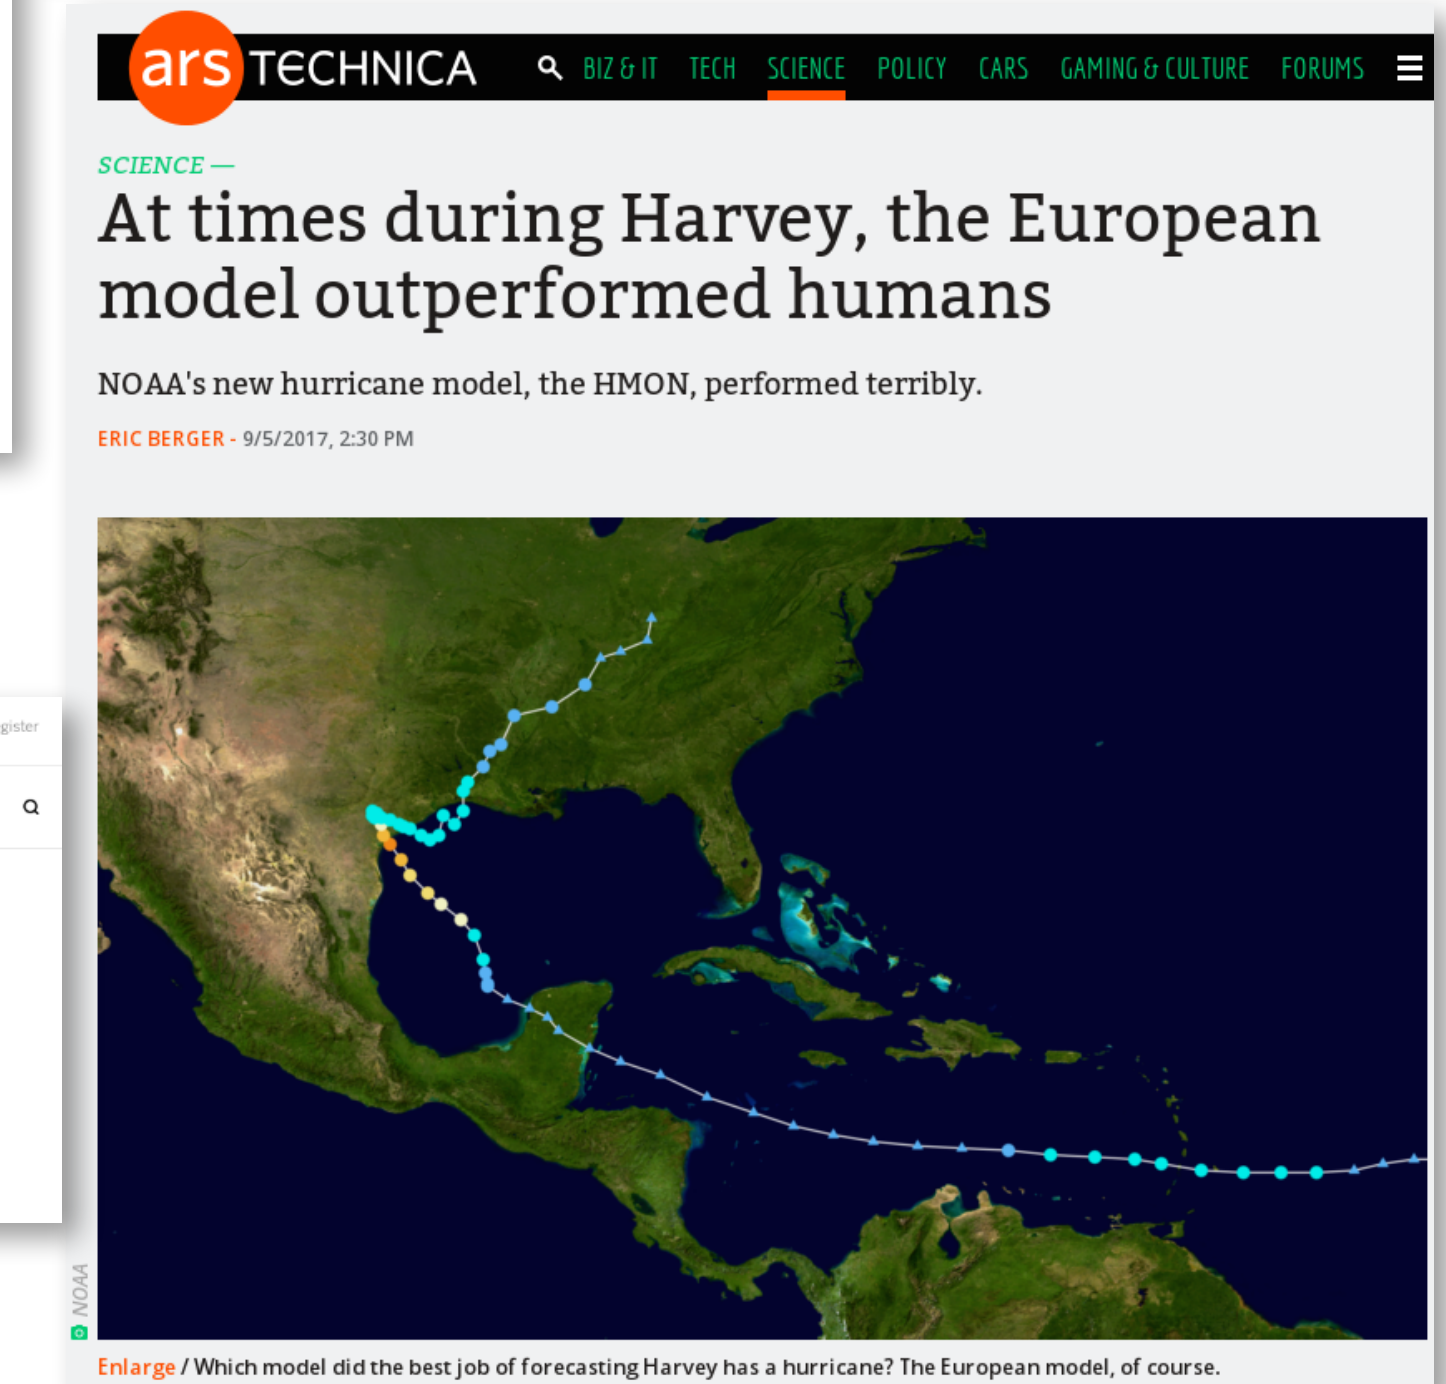 ars TECHNICA
BIZ & IT TECH SCIENCE POLICY CARS GAMING & CULTURE FORUMS
SCIENCE —
At times during Harvey, the European
model outperformed humans
NOAA's new hurricane model, the HMON, performed terribly.
ERIC BERGER - 9/5/2017, 2:30 PM
gister
NOAA
Enlarge / Which model did the best job of forecasting Harvey has a hurricane? The European model, of course.